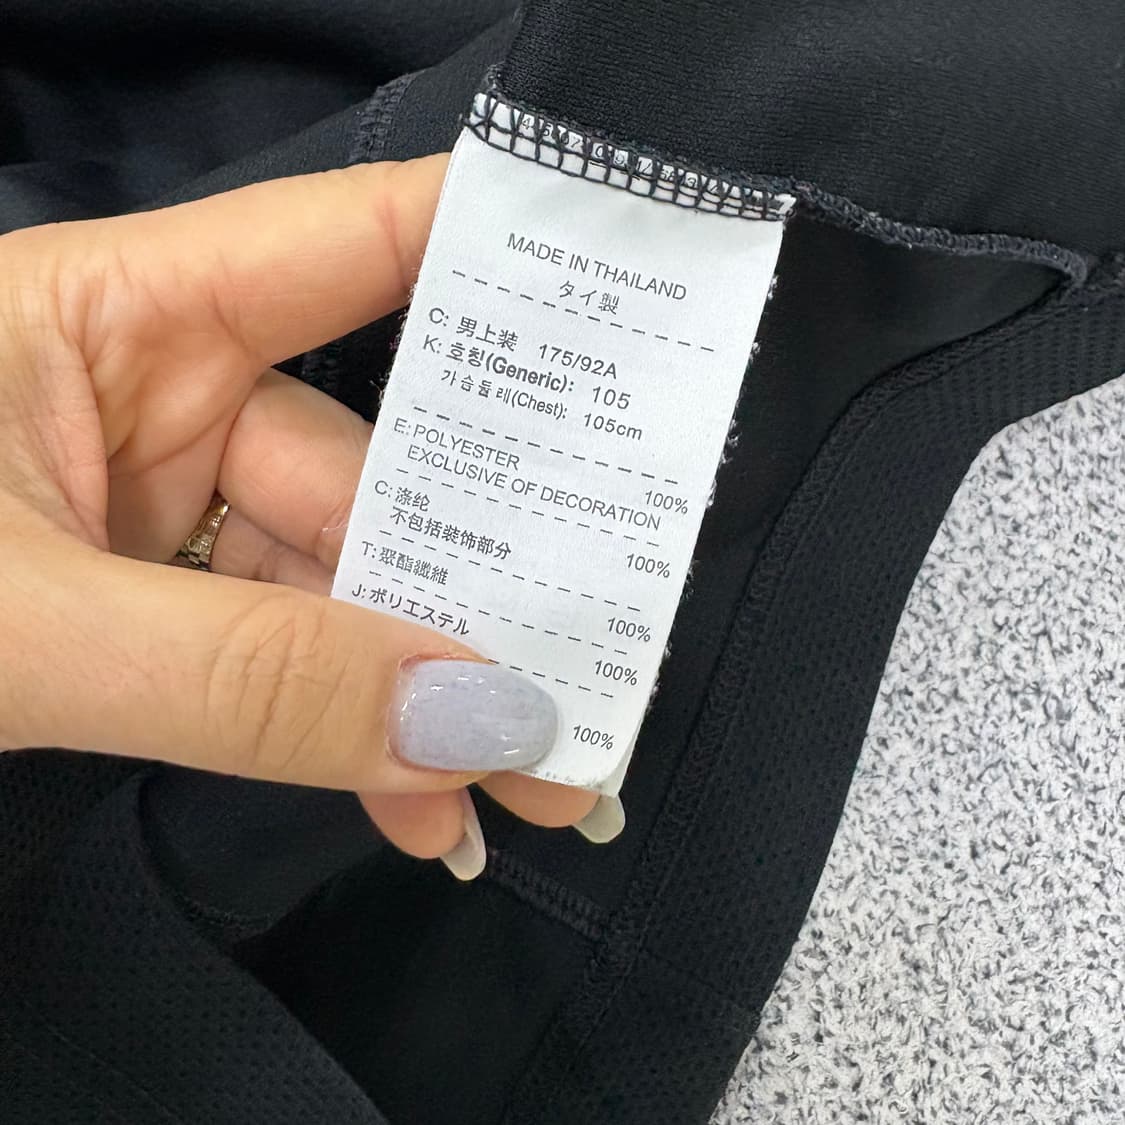 MADE IN THAILAND
タイ製
C: 男上装 175/92A
K: 호칭(Generic): 105
가슴둘레(Chest): 105cm
E: POLYESTER 100%
EXCLUSIVE OF DECORATION
C: 涤纶 100%
不包括装饰部分
T: 聚酯纖維 100%
J: ポリエステル 100%
100%